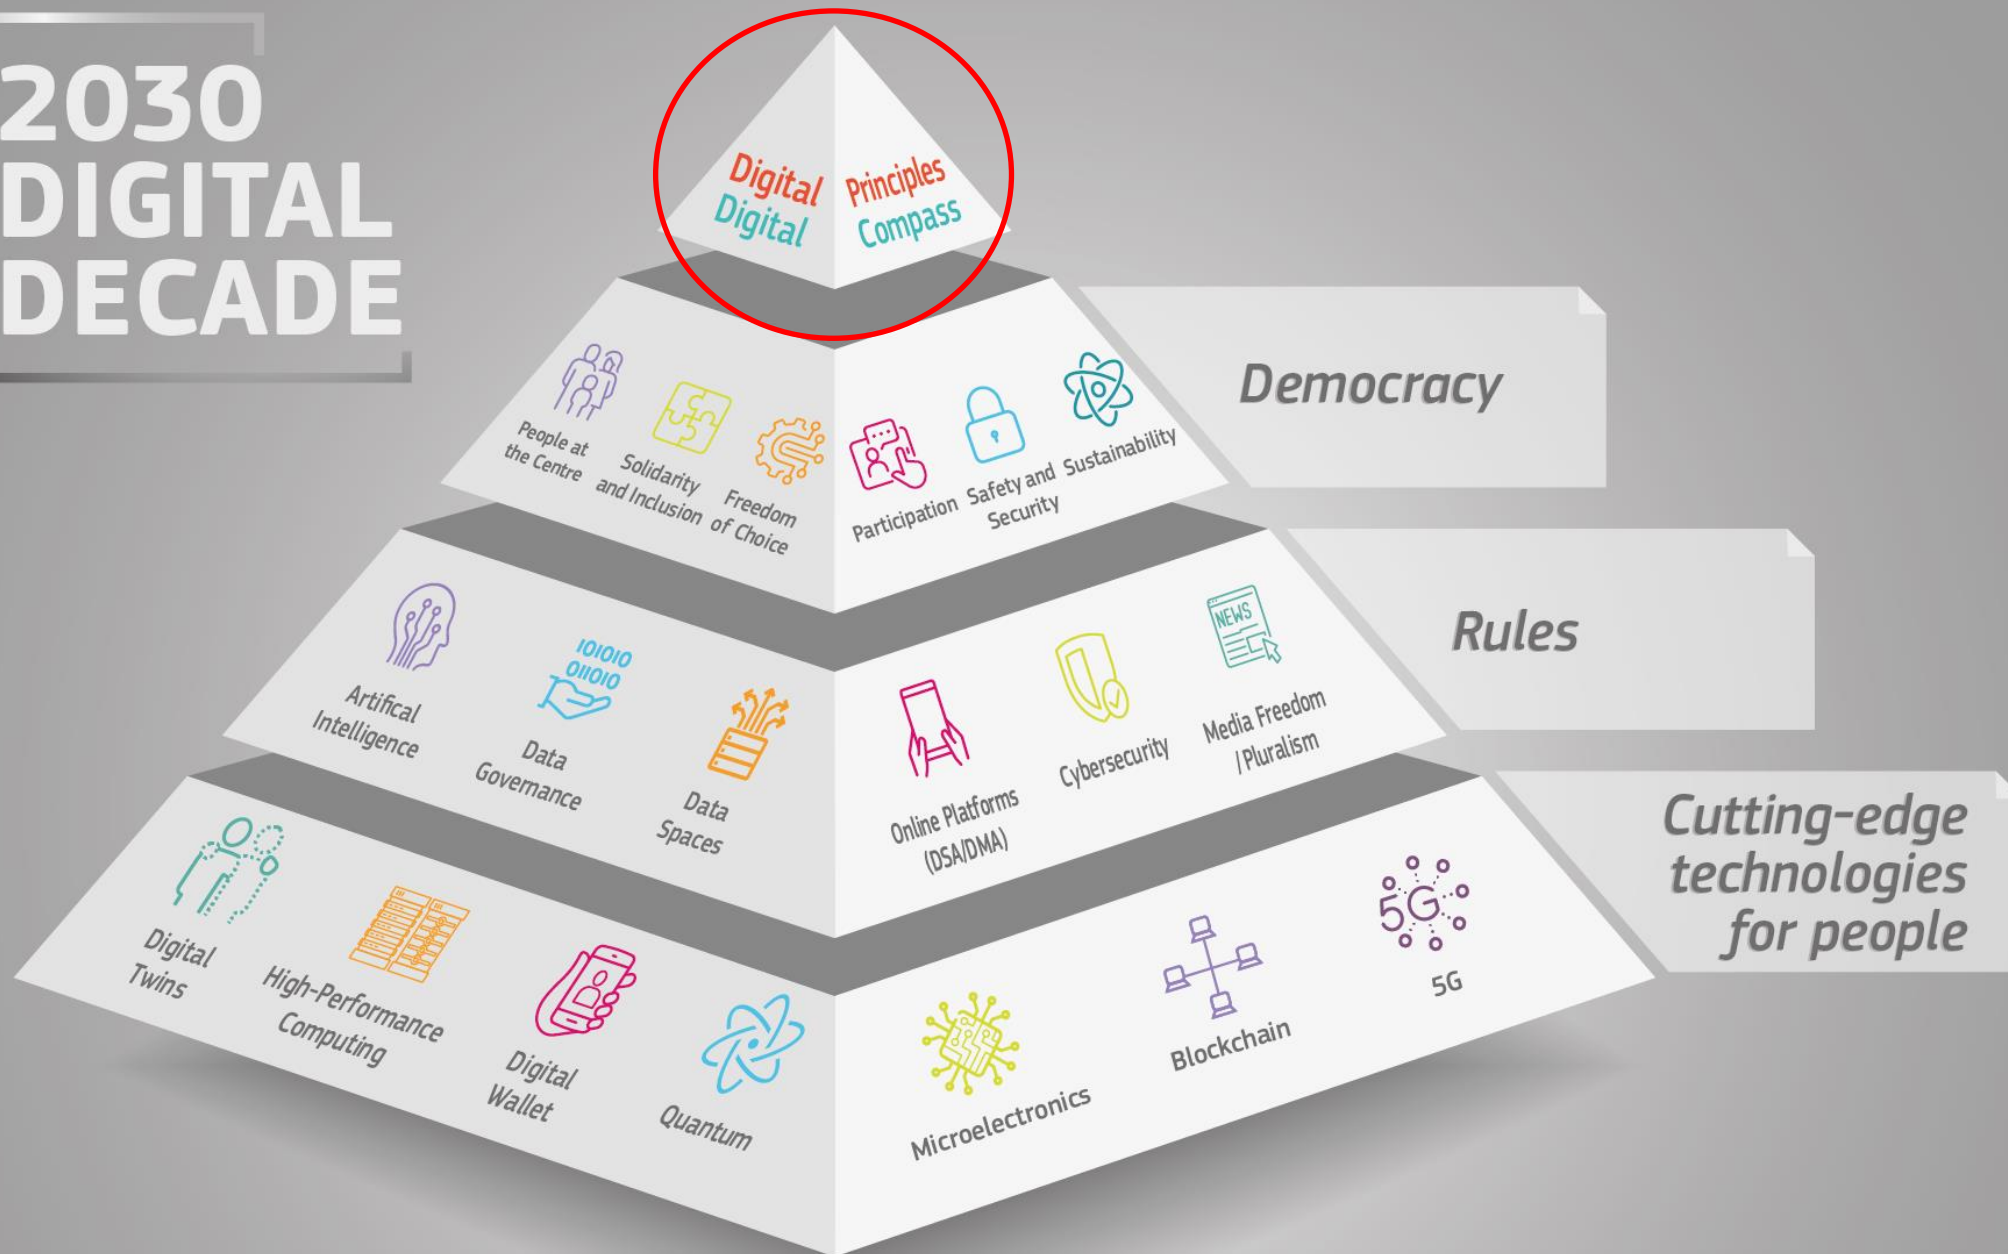 2030
DIGITAL
DECADE
Digital Principles
Digital Compass
Democracy
People at
the Centre
Solidarity
and Inclusion
Freedom
of Choice
Participation
Safety and
Security
Sustainability
Rules
Artifical
Intelligence
101010
011010
Data
Governance
Data
Spaces
Online Platforms
(DSA/DMA)
Cybersecurity
NEWS
Media Freedom
/Pluralism
Cutting-edge
technologies
for people
Digital
Twins
High-Performance
Computing
Digital
Wallet
Quantum
Microelectronics
Blockchain
5G
5G